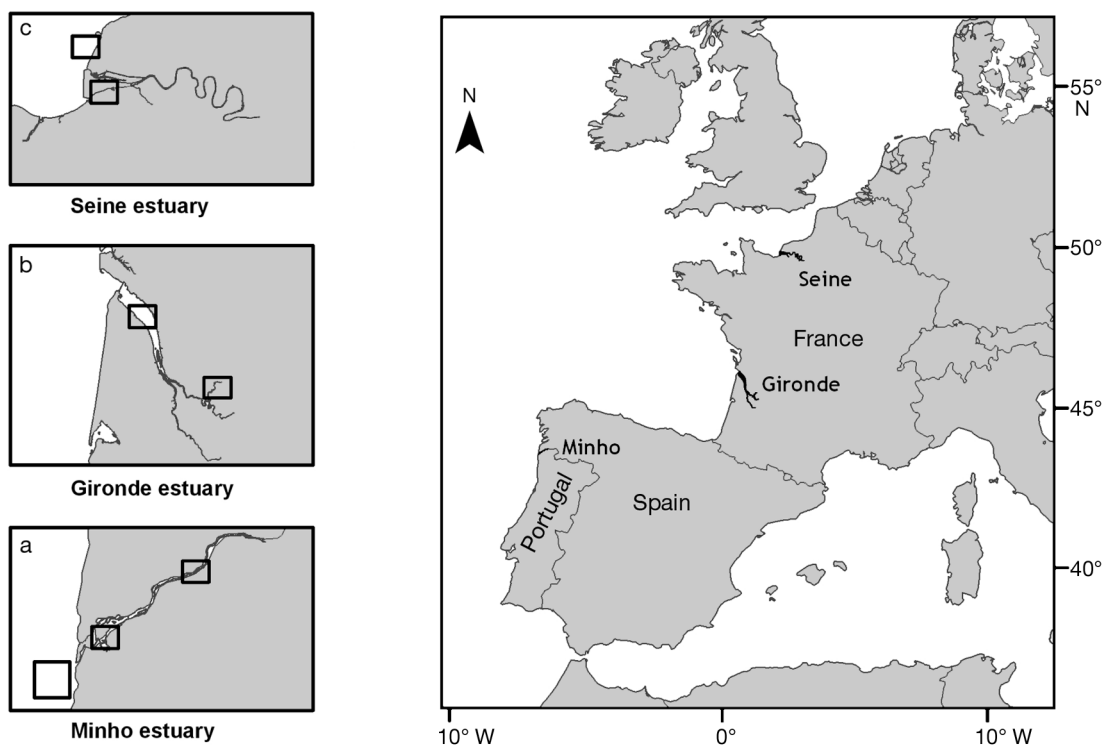 c
Seine estuary
b
Gironde estuary
a
Minho estuary
N
55°
N
50°
Seine
France
Gironde
45°
Minho
Portugal
Spain
40°
10° W
0°
10° W